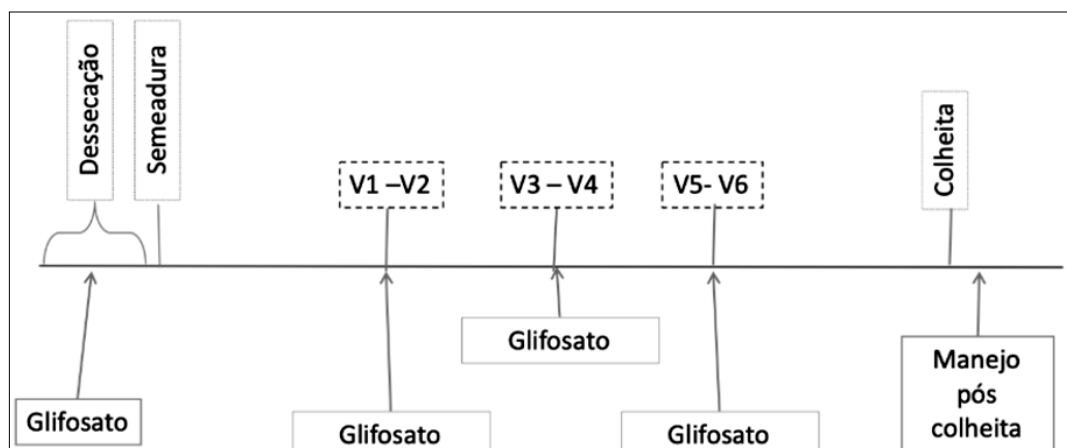 Dessecação
Semeadura
V1 –V2
V3 – V4
V5- V6
Colheita
Glifosato
Glifosato
Glifosato
Glifosato
Manejo
pós
colheita